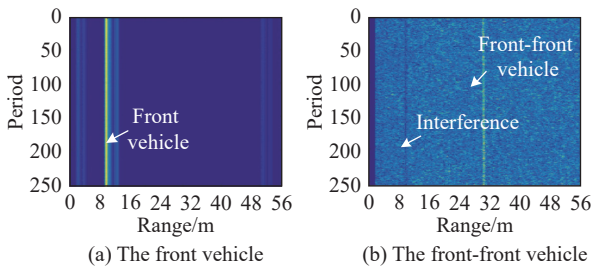 0
50
100
150
200
250
Period
Front
vehicle
0 8 16 24 32 40 48 56
Range/m
(a) The front vehicle
0
50
100
150
200
250
Period
Front-front
vehicle
Interference
0 8 16 24 32 40 48 56
Range/m
(b) The front-front vehicle